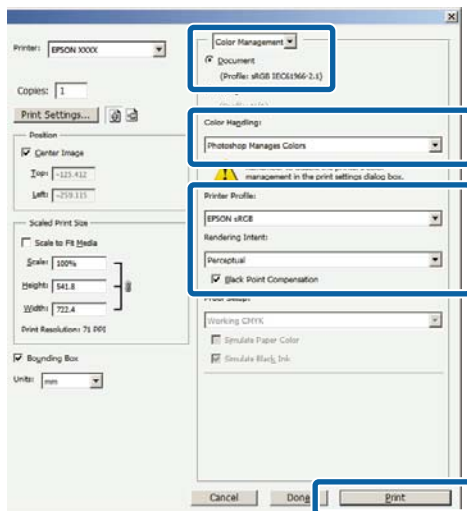 Printer: EPSON XXXX
Copies: 1
Print Settings...
Position
Center Image
Top: -125.412
Left: -259.115
Scaled Print Size
Scale to Fit Media
Scale: 100%
Height: 541.8
Width: 722.4
Print Resolution: 71 PPI
Bounding Box
Units: mm
Color Management
Document
(Profile: sRGB IEC61966-2.1)
Color Handling:
Photoshop Manages Colors
management in the print settings dialog box.
Printer Profile:
EPSON sRGB
Rendering Intent:
Perceptual
Black Point Compensation
Proof Setup:
Working CMYK
Simulate Paper Color
Simulate Black Ink
Cancel
Done
Print